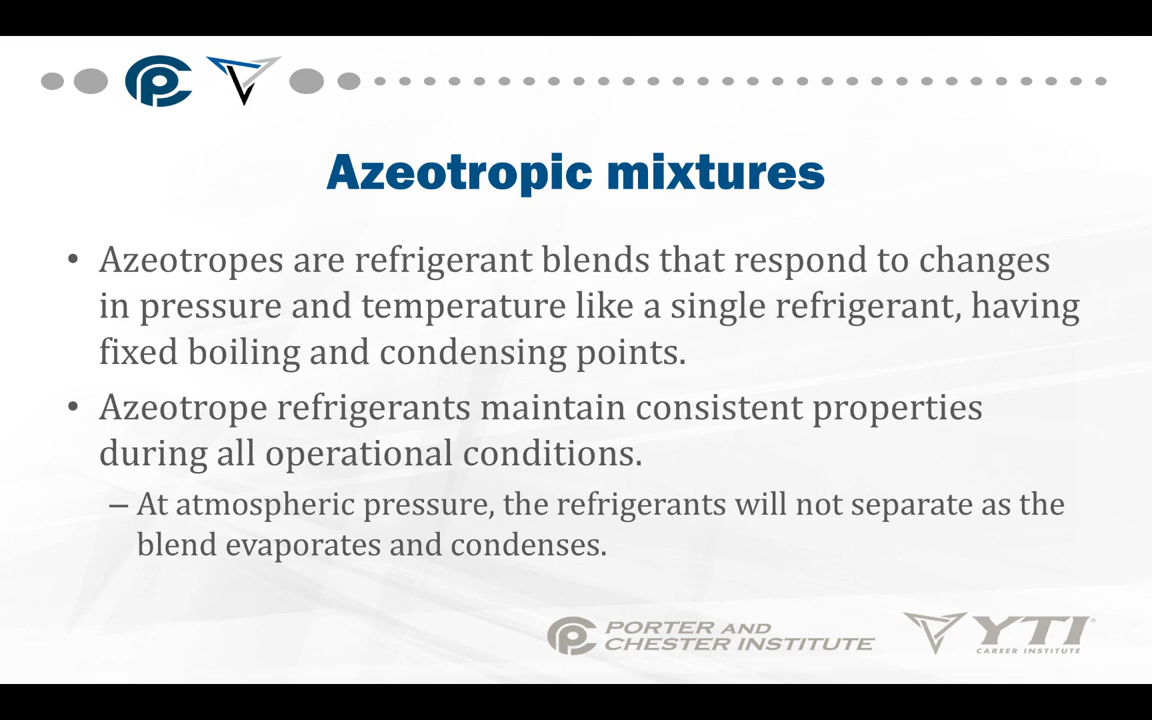 Azeotropic mixtures
• Azeotropes are refrigerant blends that respond to changes
in pressure and temperature like a single refrigerant, having
fixed boiling and condensing points.
• Azeotrope refrigerants maintain consistent properties
during all operational conditions.
– At atmospheric pressure, the refrigerants will not separate as the
blend evaporates and condenses.
PORTER AND
CHESTER INSTITUTE
YTI
CAREER INSTITUTE